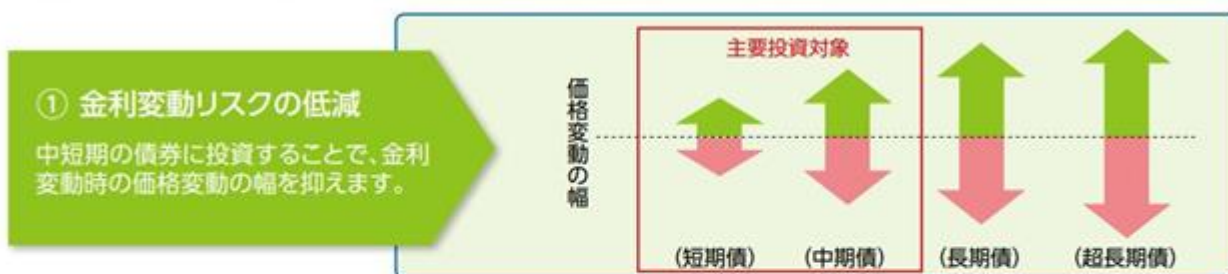 ① 金利変動リスクの低減
中短期の債券に投資することで、金利
変動時の価格変動の幅を抑えます。
主要投資対象
価格変動の幅
(短期債)
(中期債)
(長期債)
(超長期債)